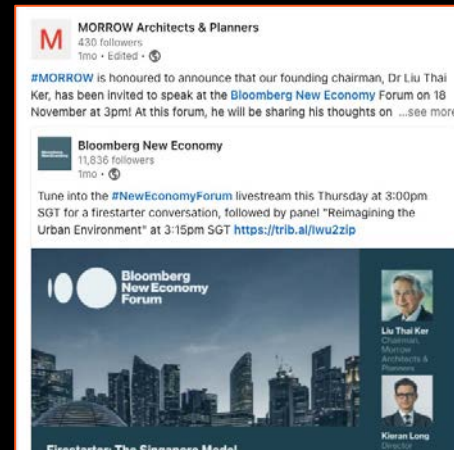 M
MORROW Architects & Planners
430 followers
1mo • Edited •
#MORROW is honoured to announce that our founding chairman, Dr Liu Thai
Ker, has been invited to speak at the Bloomberg New Economy Forum on 18
November at 3pm! At this forum, he will be sharing his thoughts on ...see more
Bloomberg New Economy
11,836 followers
1mo •
Tune into the #NewEconomyForum livestream this Thursday at 3:00pm
SGT for a firestarter conversation, followed by panel "Reimagining the
Urban Environment" at 3:15pm SGT https://trib.al/Iwu2zip
Bloomberg
New Economy
Forum
Liu Thai Ker
Chairman,
Morrow
Architects &
Planners
Kieran Long
Director
Firestarter: The Singapore Model